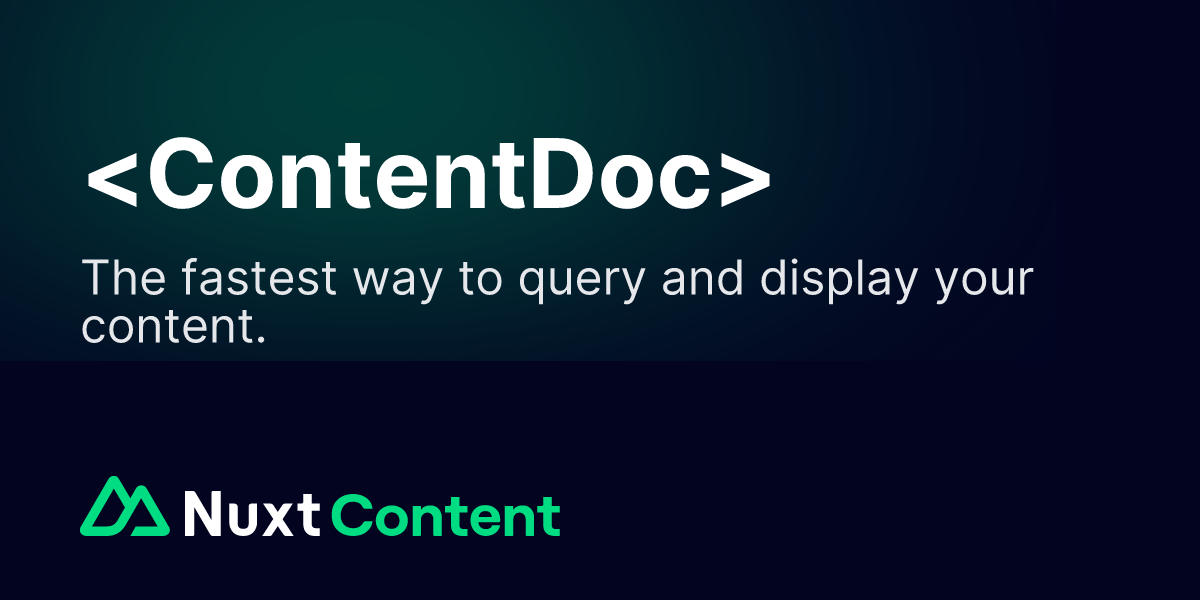 <ContentDoc>
The fastest way to query and display your
content.
Nuxt Content